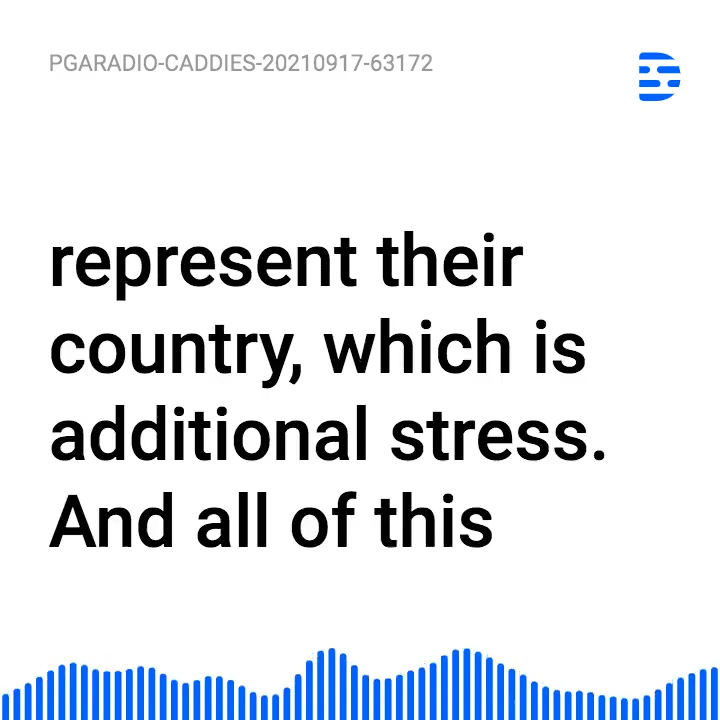 PGARADIO-CADDIES-20210917-63172
represent their
country, which is
additional stress.
And all of this